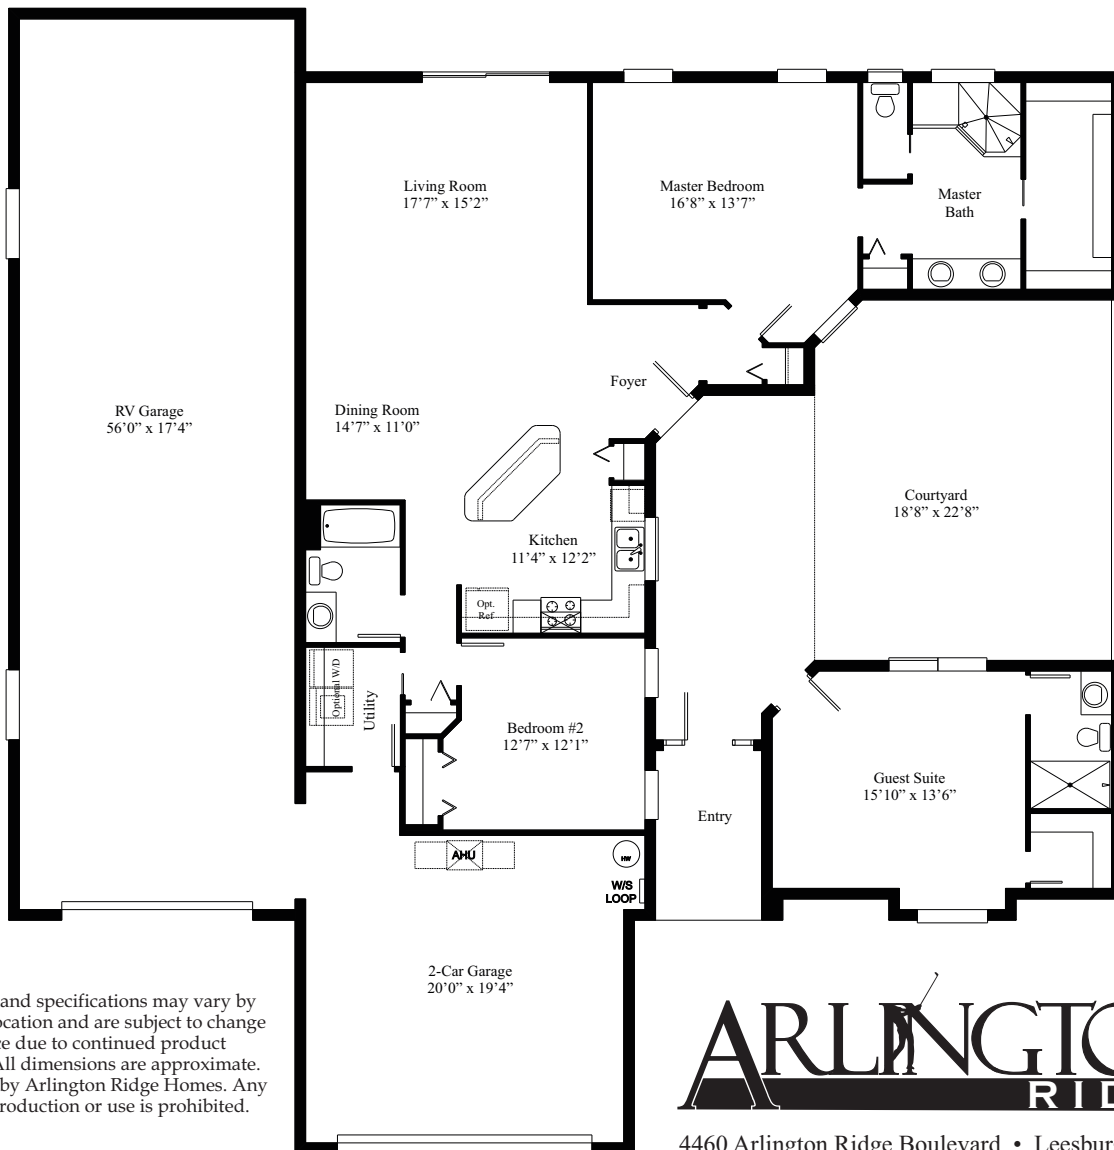 Living Room
17’7” x 15’2”
Master Bedroom
16’8” x 13’7”
Master
Bath
RV Garage
56’0” x 17’4”
Dining Room
14’7” x 11’0”
Foyer
Courtyard
18’8” x 22’8”
Kitchen
11’4” x 12’2”
Opt.
Ref
Optional W/D
Utility
Bedroom #2
12’7” x 12’1”
Guest Suite
15’10” x 13’6”
Entry
AHU
HW
W/S
LOOP
2-Car Garage
20’0” x 19’4”
and specifications may vary by
ocation and are subject to change
ce due to continued product
All dimensions are approximate.
by Arlington Ridge Homes. Any
production or use is prohibited.
ARLINGTO
RID
4460 Arlington Ridge Boulevard • Leesbur